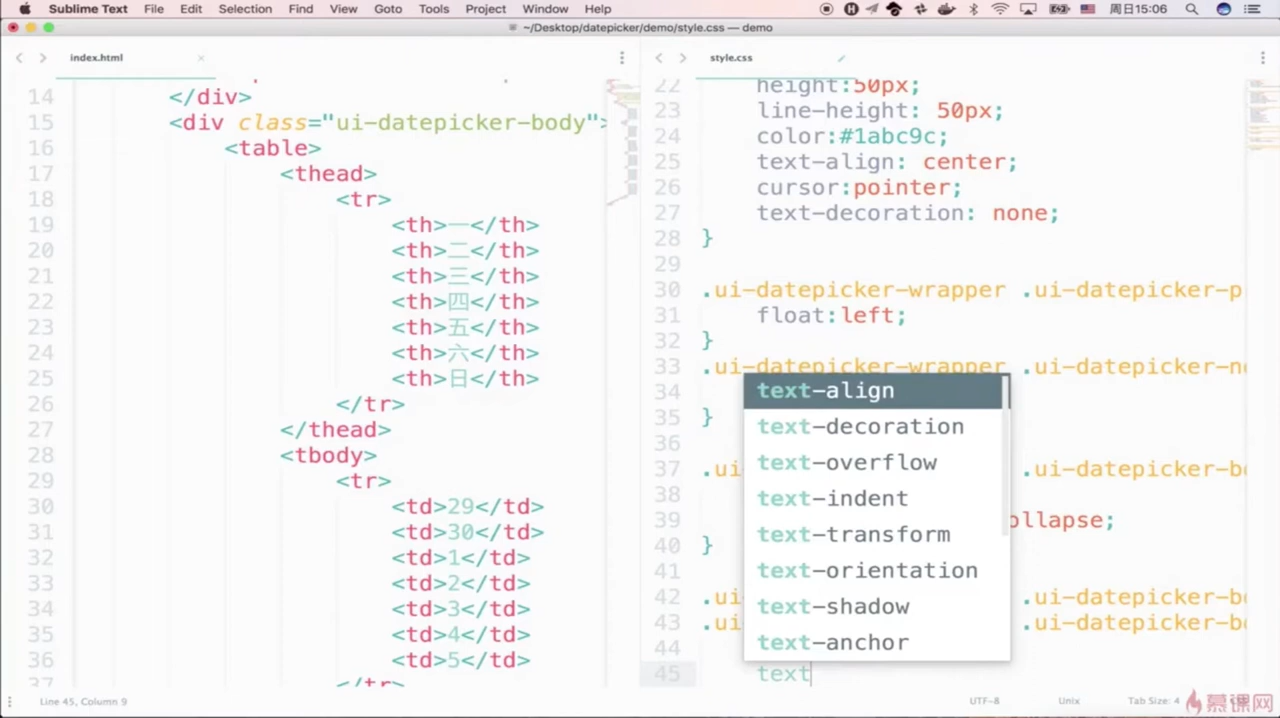 Sublime Text File Edit Selection Find View Goto Tools Project Window Help 周日15:06
~/Desktop/datepicker/demo/style.css — demo
index.html
14 </div>
15 <div class="ui-datepicker-body">
16 <table>
17 <thead>
18 <tr>
19 <th>一</th>
20 <th>二</th>
21 <th>三</th>
22 <th>四</th>
23 <th>五</th>
24 <th>六</th>
25 <th>日</th>
26 </tr>
27 </thead>
28 <tbody>
29 <tr>
30 <td>29</td>
31 <td>30</td>
32 <td>1</td>
33 <td>2</td>
34 <td>3</td>
35 <td>4</td>
36 <td>5</td>
37 </tr>
style.css
22 height:50px;
23 line-height: 50px;
24 color:#1abc9c;
25 text-align: center;
26 cursor:pointer;
27 text-decoration: none;
28 }
29
30 .ui-datepicker-wrapper .ui-datepicker-p
31 float:left;
32 }
33 .ui-datepicker-wrapper .ui-datepicker-n
34
35 }
36
37 .ui .ui-datepicker-b
38
39 ollapse;
40 }
41
42 .ui .ui-datepicker-b
43 .ui .ui-datepicker-b
44
45 text
text-align
text-decoration
text-overflow
text-indent
text-transform
text-orientation
text-shadow
text-anchor
Line 45, Column 9 UTF-8 Unix Tab Size: 4
慕课网